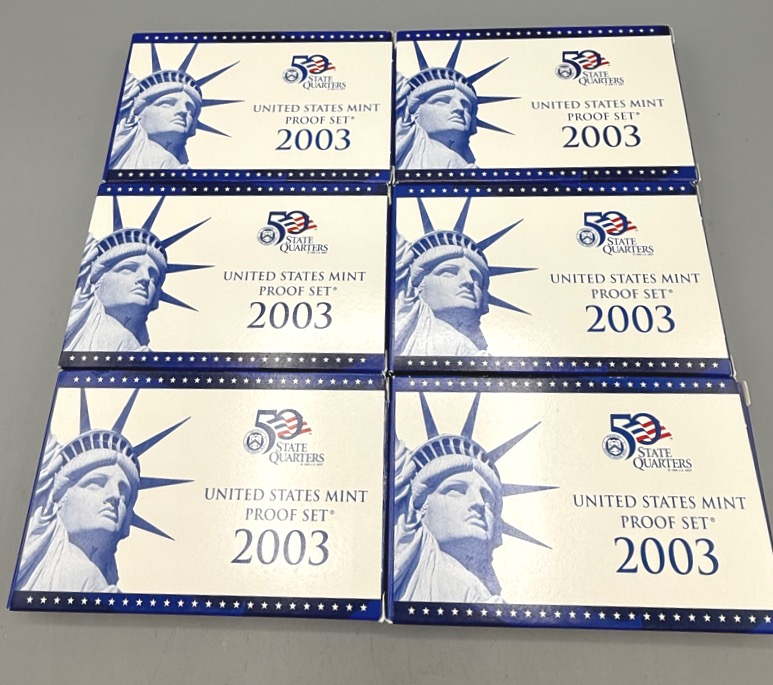 50
STATE
QUARTERS
UNITED STATES MINT
PROOF SET®
2003
50
STATE
QUARTERS
UNITED STATES MINT
PROOF SET®
2003
50
STATE
QUARTERS
UNITED STATES MINT
PROOF SET®
2003
50
STATE
QUARTERS
UNITED STATES MINT
PROOF SET®
2003
50
STATE
QUARTERS
UNITED STATES MINT
PROOF SET®
2003
50
STATE
QUARTERS
UNITED STATES MINT
PROOF SET®
2003